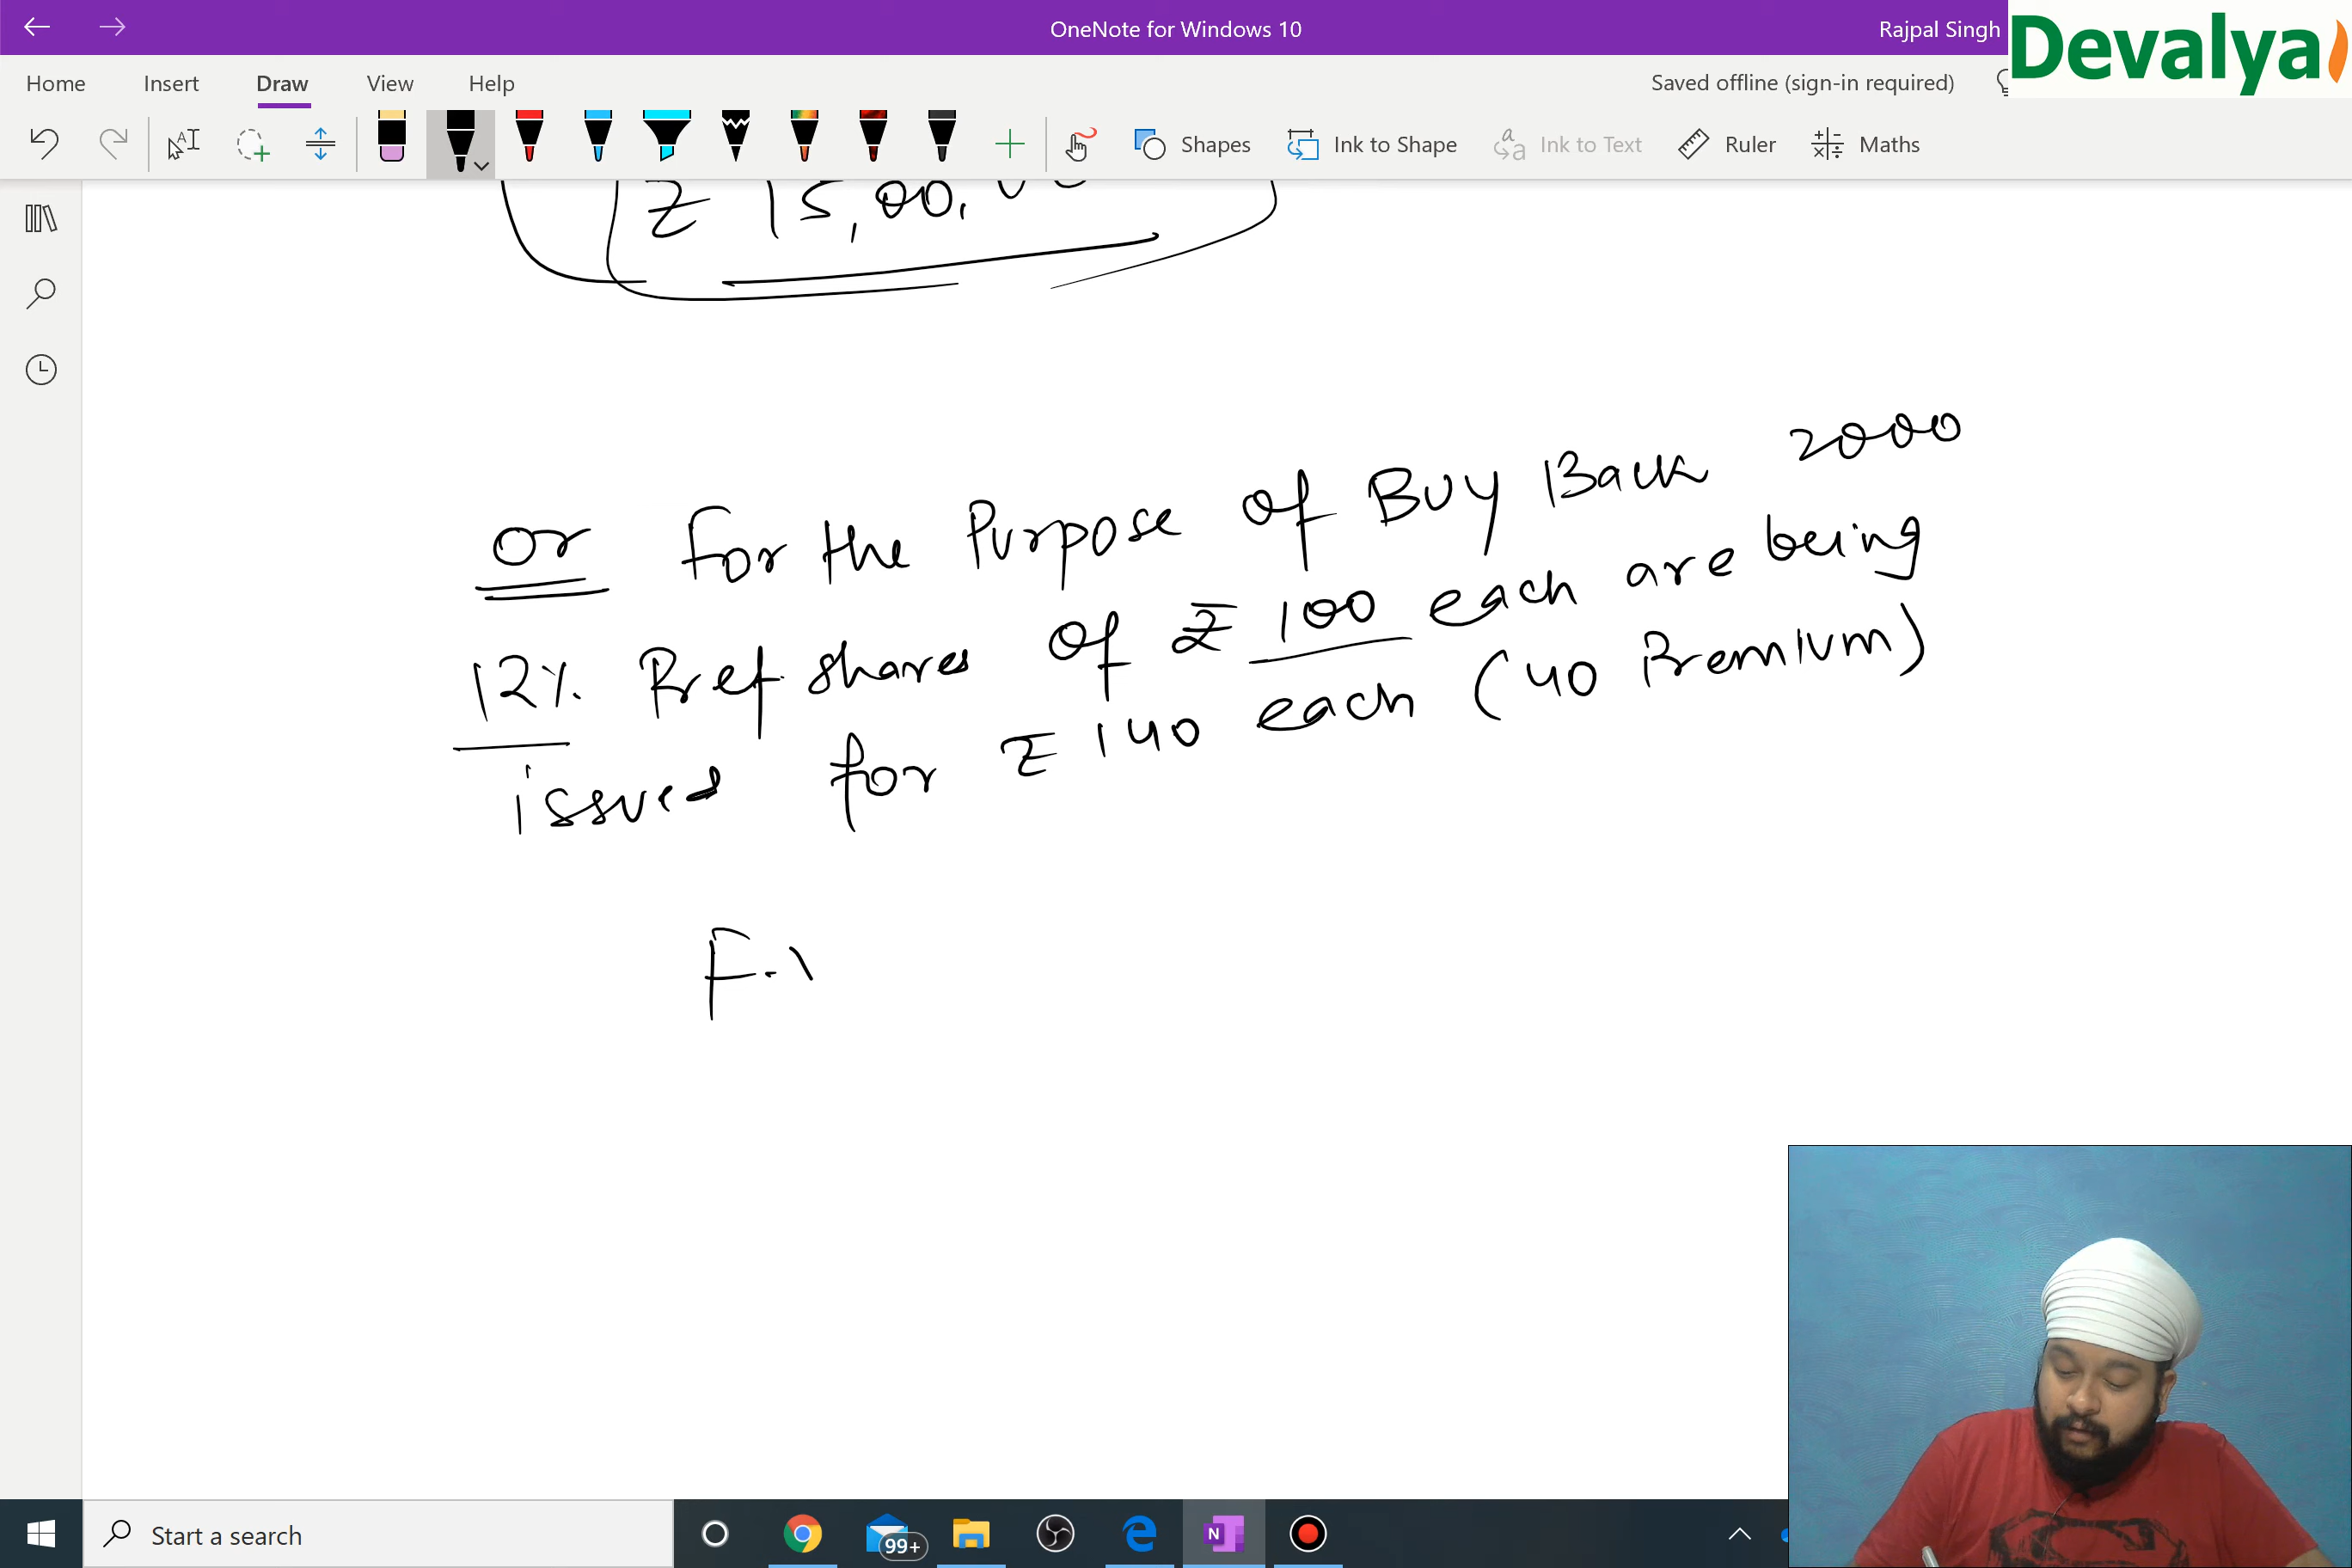 OneNote for Windows 10
Rajpal Singh
Devalya
Home Insert Draw View Help
Saved offline (sign-in required)
Shapes Ink to Shape Ink to Text Ruler Maths
₹ 15,00,
or For the Purpose of Buy Back 2000
12% Pref shares of ₹ 100 each are being
issued for ₹ 140 each (40 Premium)
F.
Start a search
99+
N